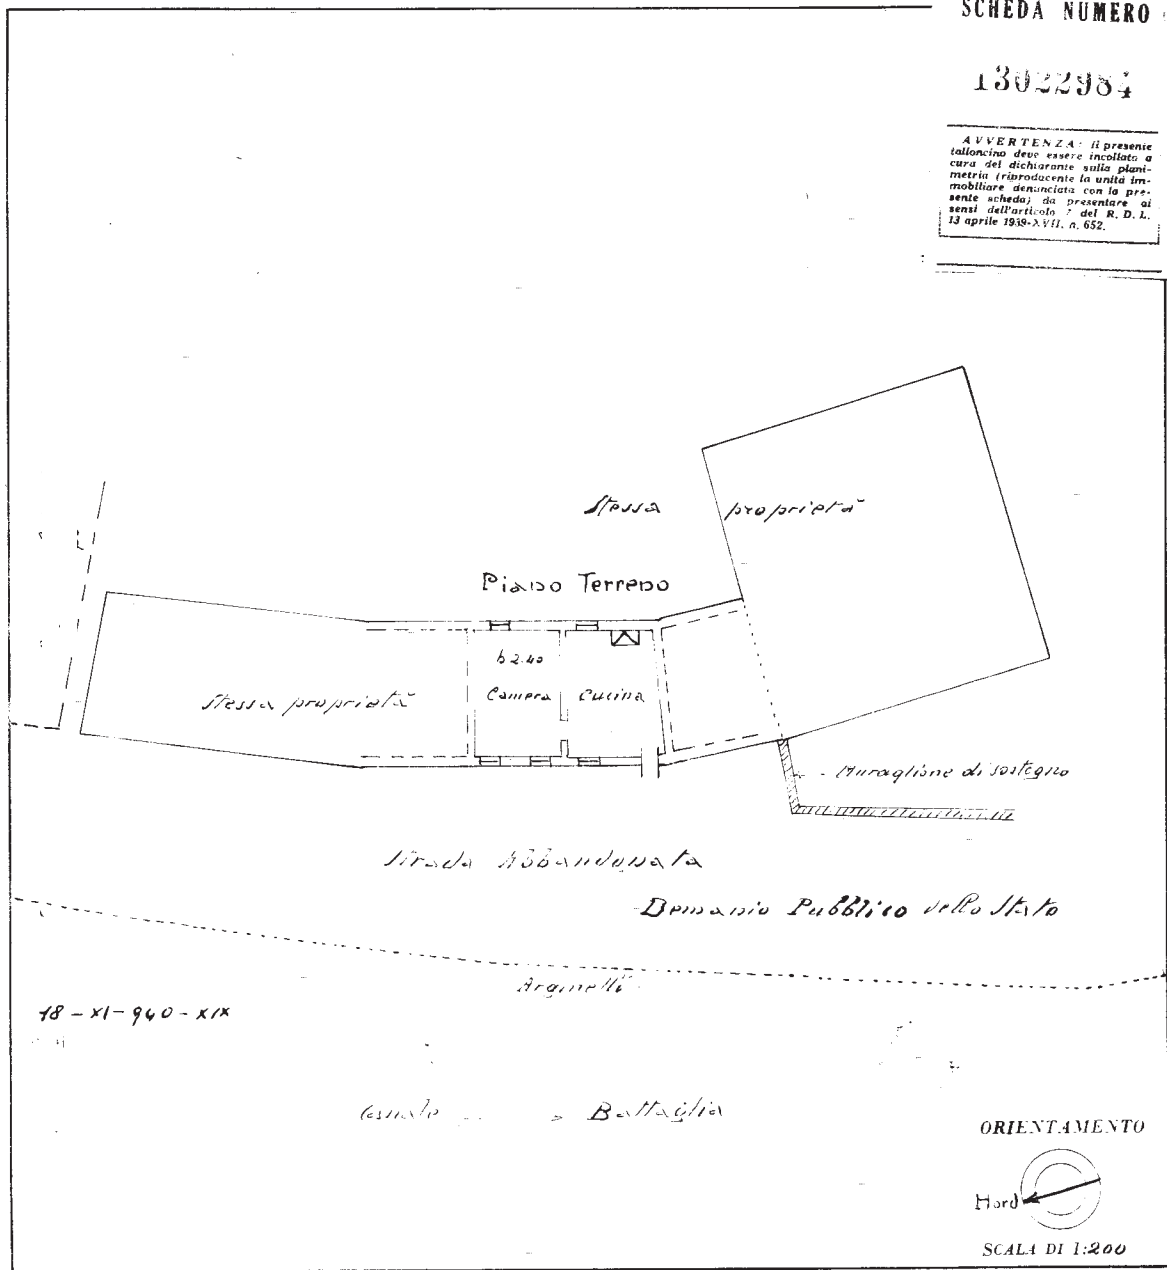 SCHEDA NUMERO
13022984
AVVERTENZA: Il presente
talloncino deve essere incollato a
cura del dichiarante sulla plani-
metria (riproducente la unità im-
mobiliare denunciata con la pre-
sente scheda) da presentare ai
sensi dell'articolo 7 del R. D. L.
13 aprile 1939-XVII, n. 652.
Stessa proprietà
Piano Terreno
h 2.40
Camera Cucina
Stessa proprietà
Muraglione di sostegno
Strada Abbandonata
Demanio Pubblico dello Stato
Arginelli
18-XI-940-XIX
Canale Battaglia
ORIENTAMENTO
Nord
SCALA DI 1:200